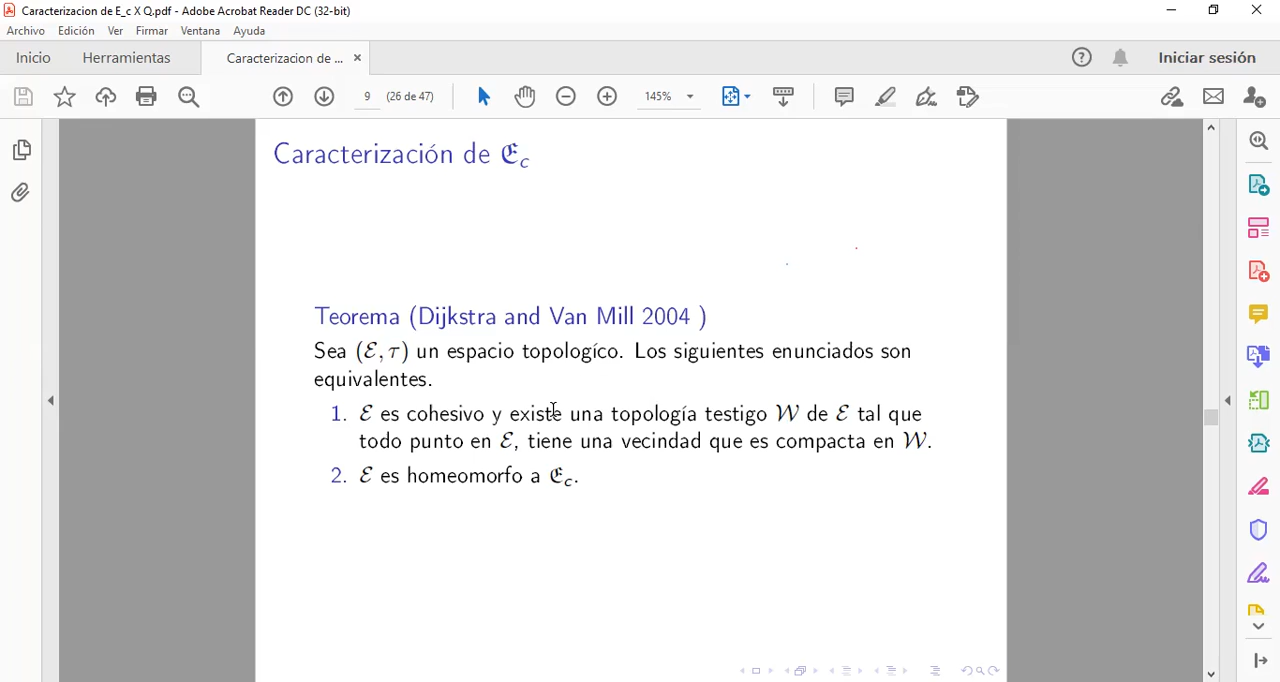 Caracterizacion de E_c X Q.pdf - Adobe Acrobat Reader DC (32-bit)
Archivo Edición Ver Firmar Ventana Ayuda
Inicio Herramientas Caracterizacion de ... × Iniciar sesión
9 (26 de 47) 145%
Caracterización de 𝔈_c
Teorema (Dijkstra and Van Mill 2004 )
Sea (ℰ, τ) un espacio topologíco. Los siguientes enunciados son
equivalentes.
1. ℰ es cohesivo y existe una topología testigo 𝒲 de ℰ tal que
todo punto en ℰ, tiene una vecindad que es compacta en 𝒲.
2. ℰ es homeomorfo a 𝔈_c.